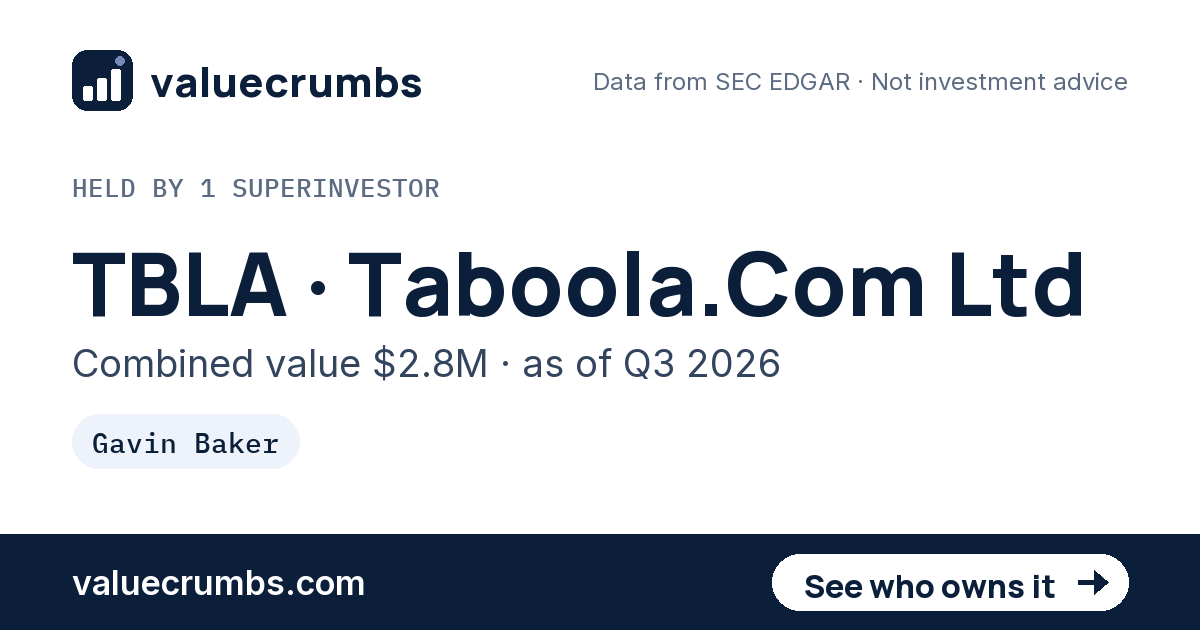 valuecrumbs
Data from SEC EDGAR · Not investment advice
HELD BY 1 SUPERINVESTOR
TBLA · Taboola.Com Ltd
Combined value $2.8M · as of Q3 2026
Gavin Baker
valuecrumbs.com
See who owns it →